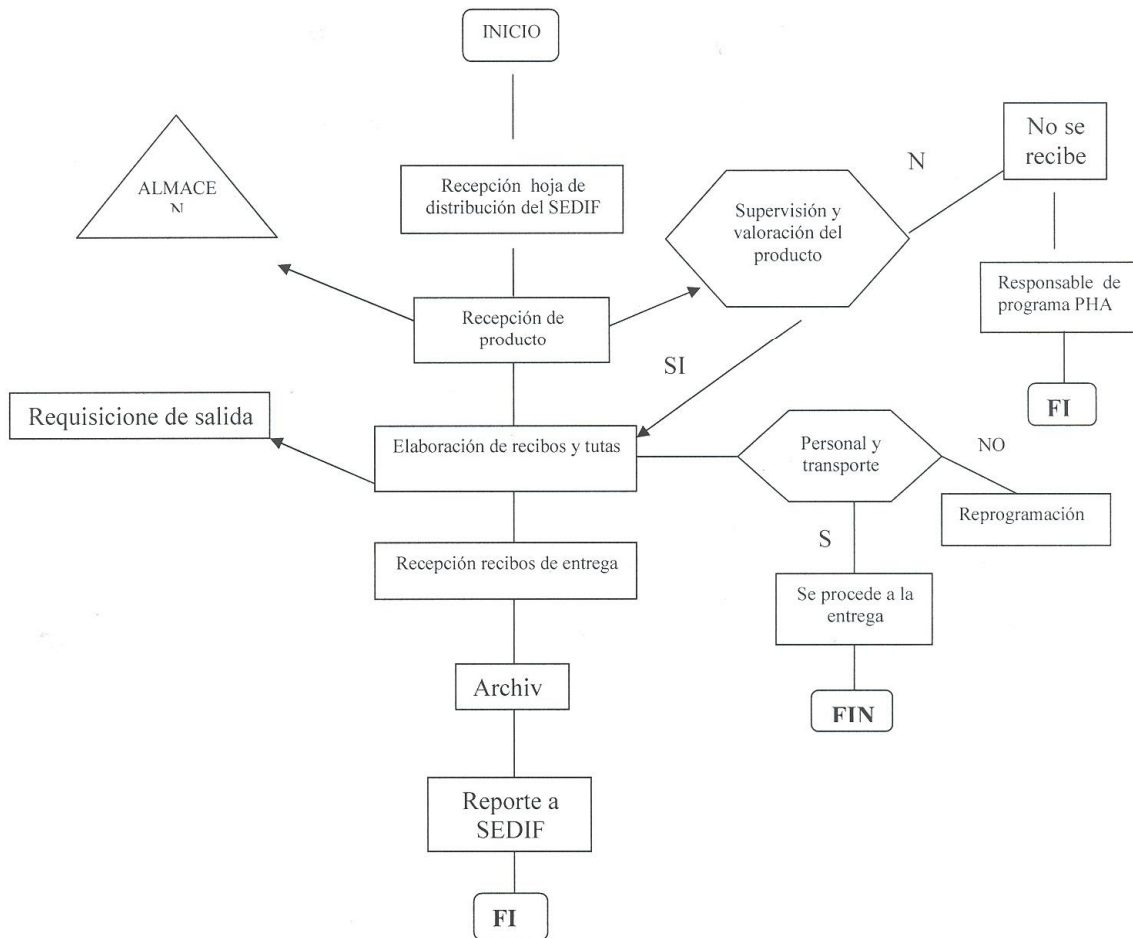 INICIO
ALMACE
N
Recepción hoja de
distribución del SEDIF
Supervisión y
valoración del
producto
N
No se
recibe
Recepción de
producto
Responsable de
programa PHA
SI
FI
Requisicione de salida
Elaboración de recibos y tutas
Personal y
transporte
NO
Reprogramación
S
Recepción recibos de entrega
Se procede a la
entrega
Archiv
FIN
Reporte a
SEDIF
FI